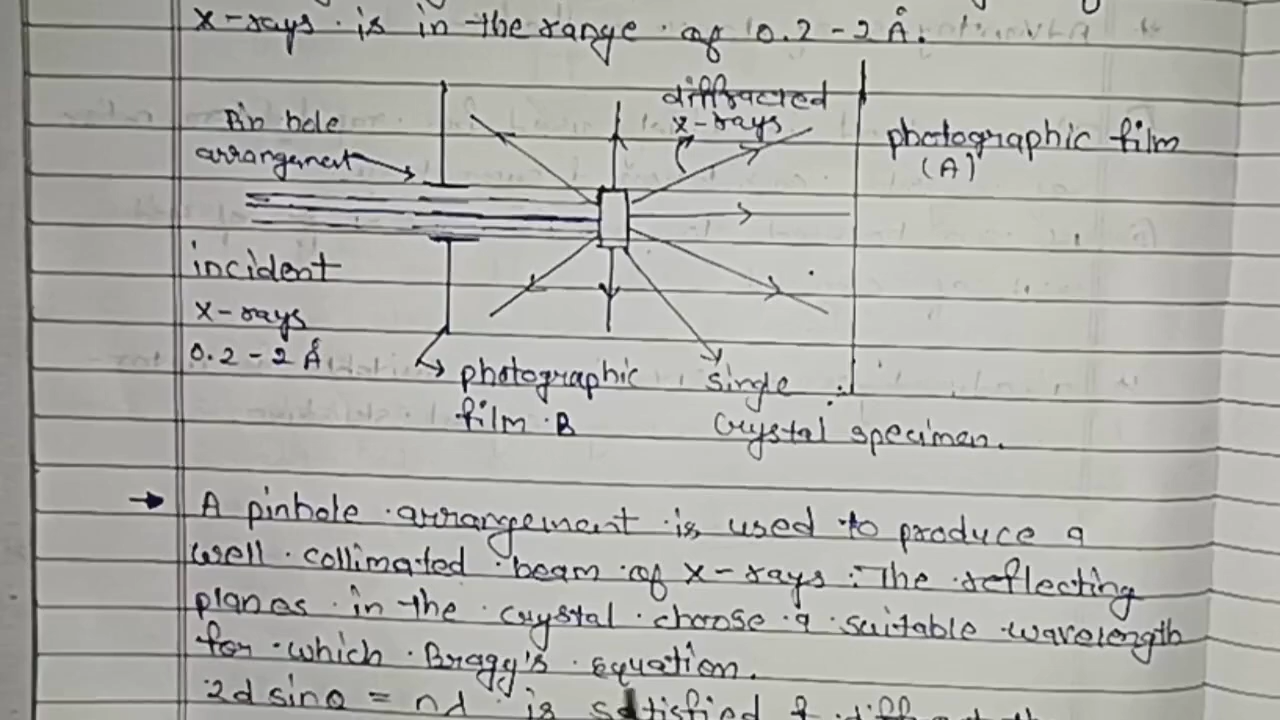 x-rays is in the range of 0.2-2 Å.
diffracted
x-rays
Pin hole
arrangement
photographic film
(A)
incident
x-rays
0.2-2 Å
photographic
film B
single
crystal specimen.
→ A pinhole arrangement is used to produce a
well collimated beam of x-rays. The reflecting
planes in the crystal choose a suitable wavelength
for which Bragg's equation.
2d sinθ = nλ is satisfied &